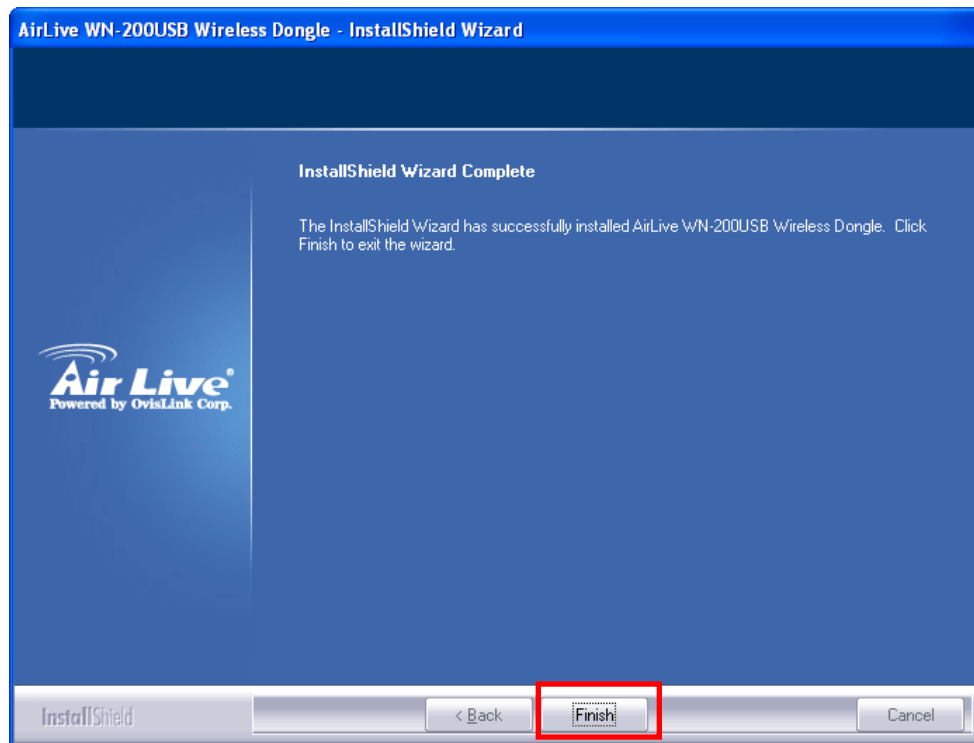 AirLive WN-200USB Wireless Dongle - InstallShield Wizard
InstallShield Wizard Complete
The InstallShield Wizard has successfully installed AirLive WN-200USB Wireless Dongle. Click
Finish to exit the wizard.
Air Live®
Powered by OvisLink Corp.
InstallShield
< Back
Finish
Cancel